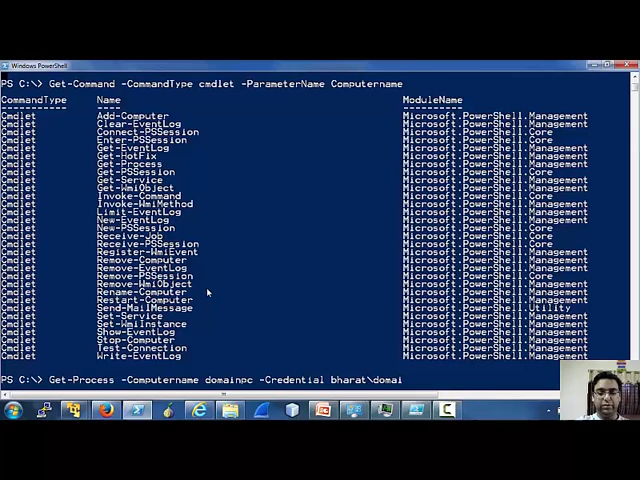 Windows PowerShell
PS C:\> Get-Command -CommandType cmdlet -ParameterName Computername
CommandType Name ModuleName
----------- ---- ----------
Cmdlet Add-Computer Microsoft.PowerShell.Management
Cmdlet Clear-EventLog Microsoft.PowerShell.Management
Cmdlet Connect-PSSession Microsoft.PowerShell.Core
Cmdlet Enter-PSSession Microsoft.PowerShell.Core
Cmdlet Get-EventLog Microsoft.PowerShell.Management
Cmdlet Get-HotFix Microsoft.PowerShell.Management
Cmdlet Get-Process Microsoft.PowerShell.Management
Cmdlet Get-PSSession Microsoft.PowerShell.Core
Cmdlet Get-Service Microsoft.PowerShell.Management
Cmdlet Get-WmiObject Microsoft.PowerShell.Management
Cmdlet Invoke-Command Microsoft.PowerShell.Core
Cmdlet Invoke-WmiMethod Microsoft.PowerShell.Management
Cmdlet Limit-EventLog Microsoft.PowerShell.Management
Cmdlet New-EventLog Microsoft.PowerShell.Management
Cmdlet New-PSSession Microsoft.PowerShell.Core
Cmdlet Receive-Job Microsoft.PowerShell.Core
Cmdlet Receive-PSSession Microsoft.PowerShell.Core
Cmdlet Register-WmiEvent Microsoft.PowerShell.Management
Cmdlet Remove-Computer Microsoft.PowerShell.Management
Cmdlet Remove-EventLog Microsoft.PowerShell.Management
Cmdlet Remove-PSSession Microsoft.PowerShell.Core
Cmdlet Remove-WmiObject Microsoft.PowerShell.Management
Cmdlet Rename-Computer Microsoft.PowerShell.Management
Cmdlet Restart-Computer Microsoft.PowerShell.Management
Cmdlet Send-MailMessage Microsoft.PowerShell.Utility
Cmdlet Set-Service Microsoft.PowerShell.Management
Cmdlet Set-WmiInstance Microsoft.PowerShell.Management
Cmdlet Show-EventLog Microsoft.PowerShell.Management
Cmdlet Stop-Computer Microsoft.PowerShell.Management
Cmdlet Test-Connection Microsoft.PowerShell.Management
Cmdlet Write-EventLog Microsoft.PowerShell.Management
PS C:\> Get-Process -Computername domainpc -Credential bharat\domai